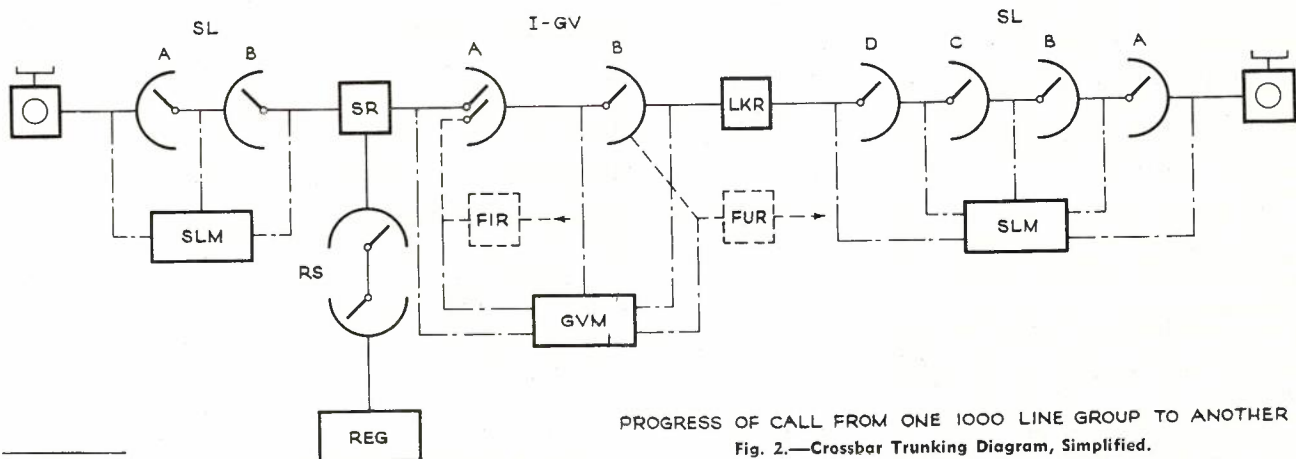 SL I-GV SL
A B A B D C B A
SR LKR
FIR FUR
SLM SLM
RS
GVM
REG
PROGRESS OF CALL FROM ONE 1000 LINE GROUP TO ANOTHER
Fig. 2.—Crossbar Trunking Diagram, Simplified.